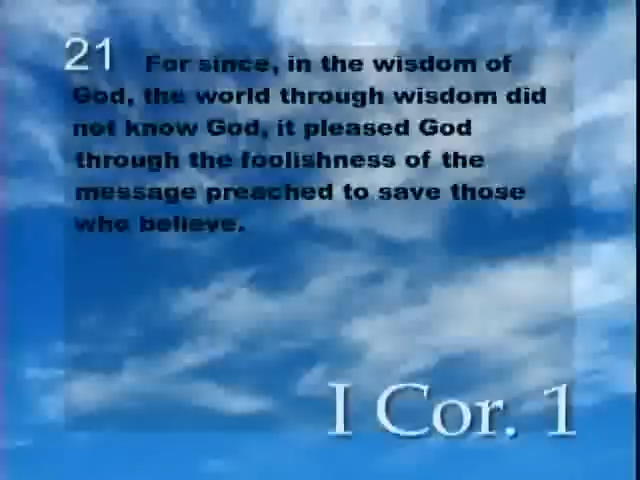 21 For since, in the wisdom of
God, the world through wisdom did
not know God, it pleased God
through the foolishness of the
message preached to save those
who believe.
I Cor. 1